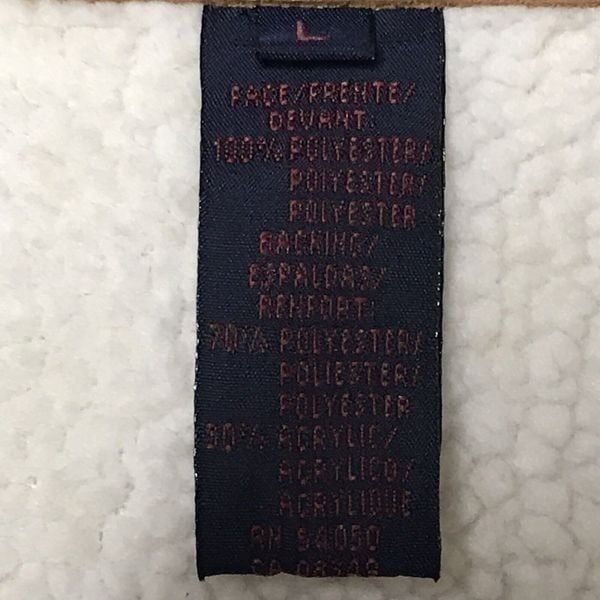 L
FACE/FRENTE/
DEVANT:
100% POLYESTER/
POLYESTER/
POLYESTER
BACKING/
ESPALDAS/
RENFORT:
70% POLYESTER/
POLIESTER/
POLYESTER
30% ACRYLIC/
ACRYLICO/
ACRYLIQUE
RN 54050
CA